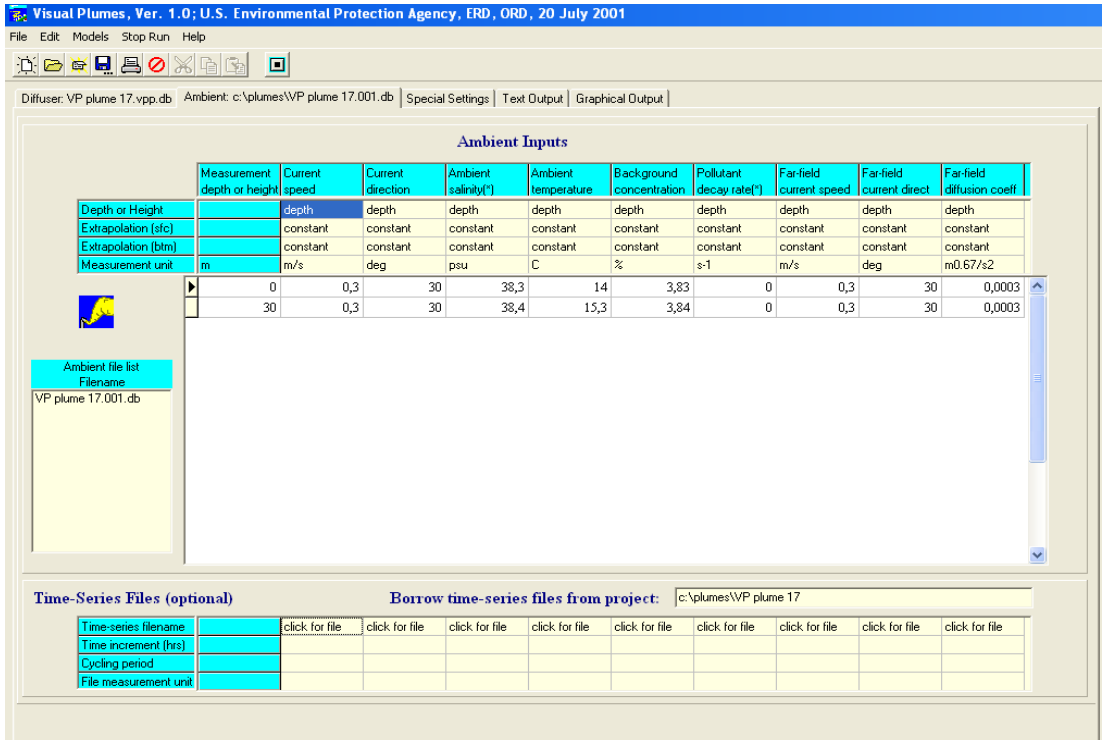 Visual Plumes, Ver. 1.0; U.S. Environmental Protection Agency, ERD, ORD, 20 July 2001
File Edit Models Stop Run Help
Diffuser: VP plume 17.vpp.db Ambient: c:\plumes\VP plume 17.001.db Special Settings Text Output Graphical Output
Ambient Inputs
Measurement Current Current Ambient Ambient Background Pollutant Far-field Far-field Far-field
depth or height speed direction salinity(*) temperature concentration decay rate(*) current speed current direct diffusion coeff
Depth or Height depth depth depth depth depth depth depth depth depth
Extrapolation (sfc) constant constant constant constant constant constant constant constant constant
Extrapolation (btm) constant constant constant constant constant constant constant constant constant
Measurement unit m m/s deg psu C % s-1 m/s deg m0.67/s2
0 0,3 30 38,3 14 3,83 0 0,3 30 0,0003
30 0,3 30 38,4 15,3 3,84 0 0,3 30 0,0003
Ambient file list
Filename
VP plume 17.001.db
Time-Series Files (optional) Borrow time-series files from project: c:\plumes\VP plume 17
Time-series filename click for file click for file click for file click for file click for file click for file click for file click for file click for file
Time increment (hrs)
Cycling period
File measurement unit